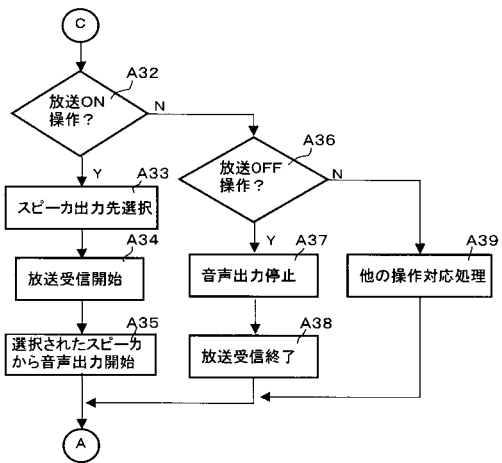 C
A32
放送ON
操作？
N
Y
A33
スピーカ出力先選択
A34
放送受信開始
A35
選択されたスピーカ
から音声出力開始
A36
放送OFF
操作？
N
Y
A37
音声出力停止
A38
放送受信終了
A39
他の操作対応処理
A